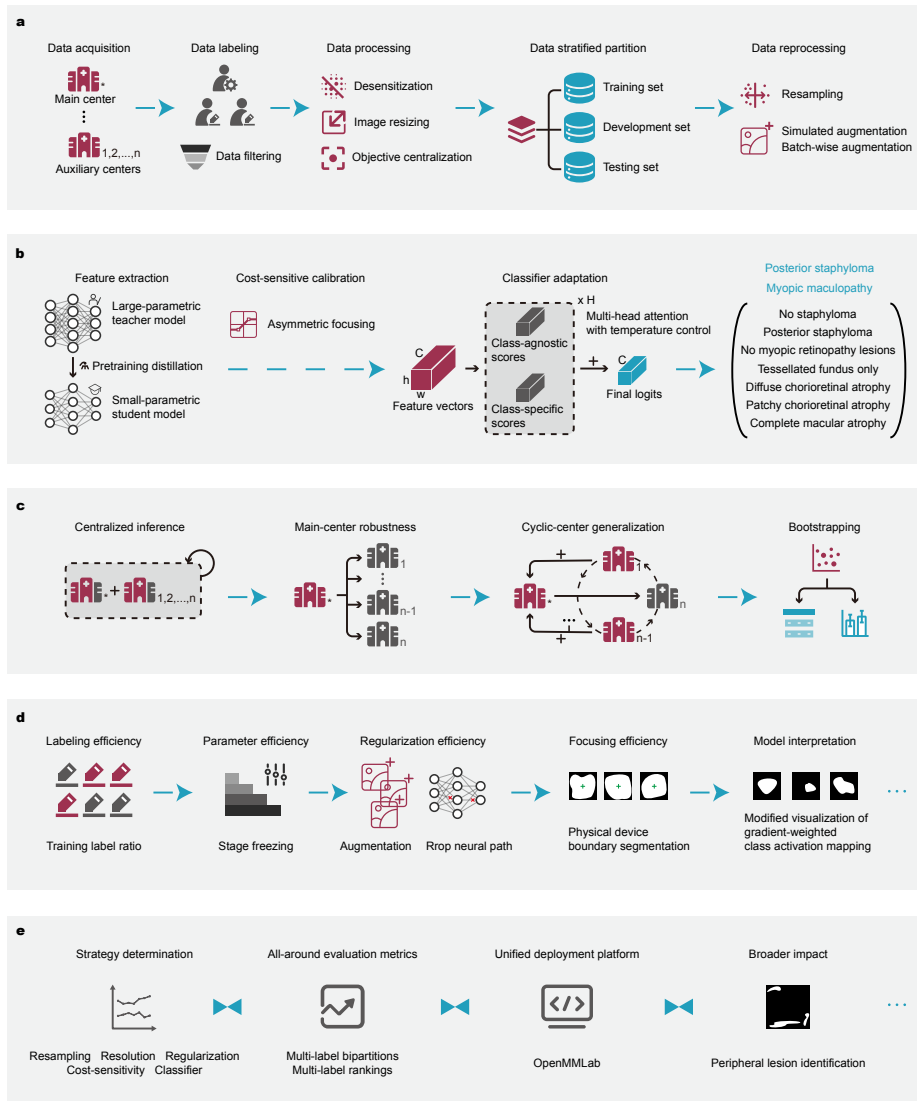 a
Data acquisition
Data labeling
Data processing
Data stratified partition
Data reprocessing
*
Main center
1,2,...,n
Auxiliary centers
Data filtering
Desensitization
Image resizing
Objective centralization
Training set
Development set
Testing set
Resampling
Simulated augmentation
Batch-wise augmentation
b
Feature extraction
Cost-sensitive calibration
Classifier adaptation
Large-parametric
teacher model
Pretraining distillation
Small-parametric
student model
Asymmetric focusing
C
h
w
Feature vectors
x H
Class-agnostic
scores
Class-specific
scores
Multi-head attention
with temperature control
+
C
Final logits
Posterior staphyloma
Myopic maculopathy
No staphyloma
Posterior staphyloma
No myopic retinopathy lesions
Tessellated fundus only
Diffuse chorioretinal atrophy
Patchy chorioretinal atrophy
Complete macular atrophy
c
Centralized inference
Main-center robustness
Cyclic-center generalization
Bootstrapping
* + 1,2,...,n
*
1
n-1
n
+
1
*
n
...
+
n-1
d
Labeling efficiency
Parameter efficiency
Regularization efficiency
Focusing efficiency
Model interpretation
Training label ratio
Stage freezing
Augmentation
Rrop neural path
Physical device
boundary segmentation
Modified visualization of
gradient-weighted
class activation mapping
...
e
Strategy determination
All-around evaluation metrics
Unified deployment platform
Broader impact
</>
...
Resampling Resolution Regularization
Cost-sensitivity Classifier
Multi-label bipartitions
Multi-label rankings
OpenMMLab
Peripheral lesion identification